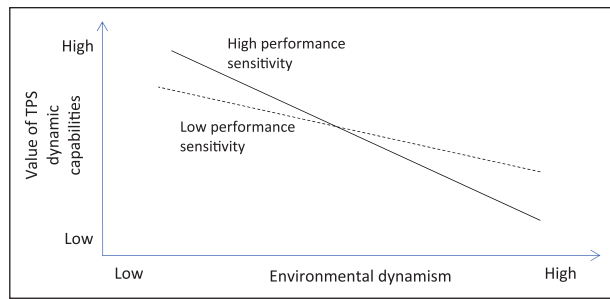 High
High performance
sensitivity
Value of TPS
dynamic
capabilities
Low performance
sensitivity
Low
Low
Environmental dynamism
High